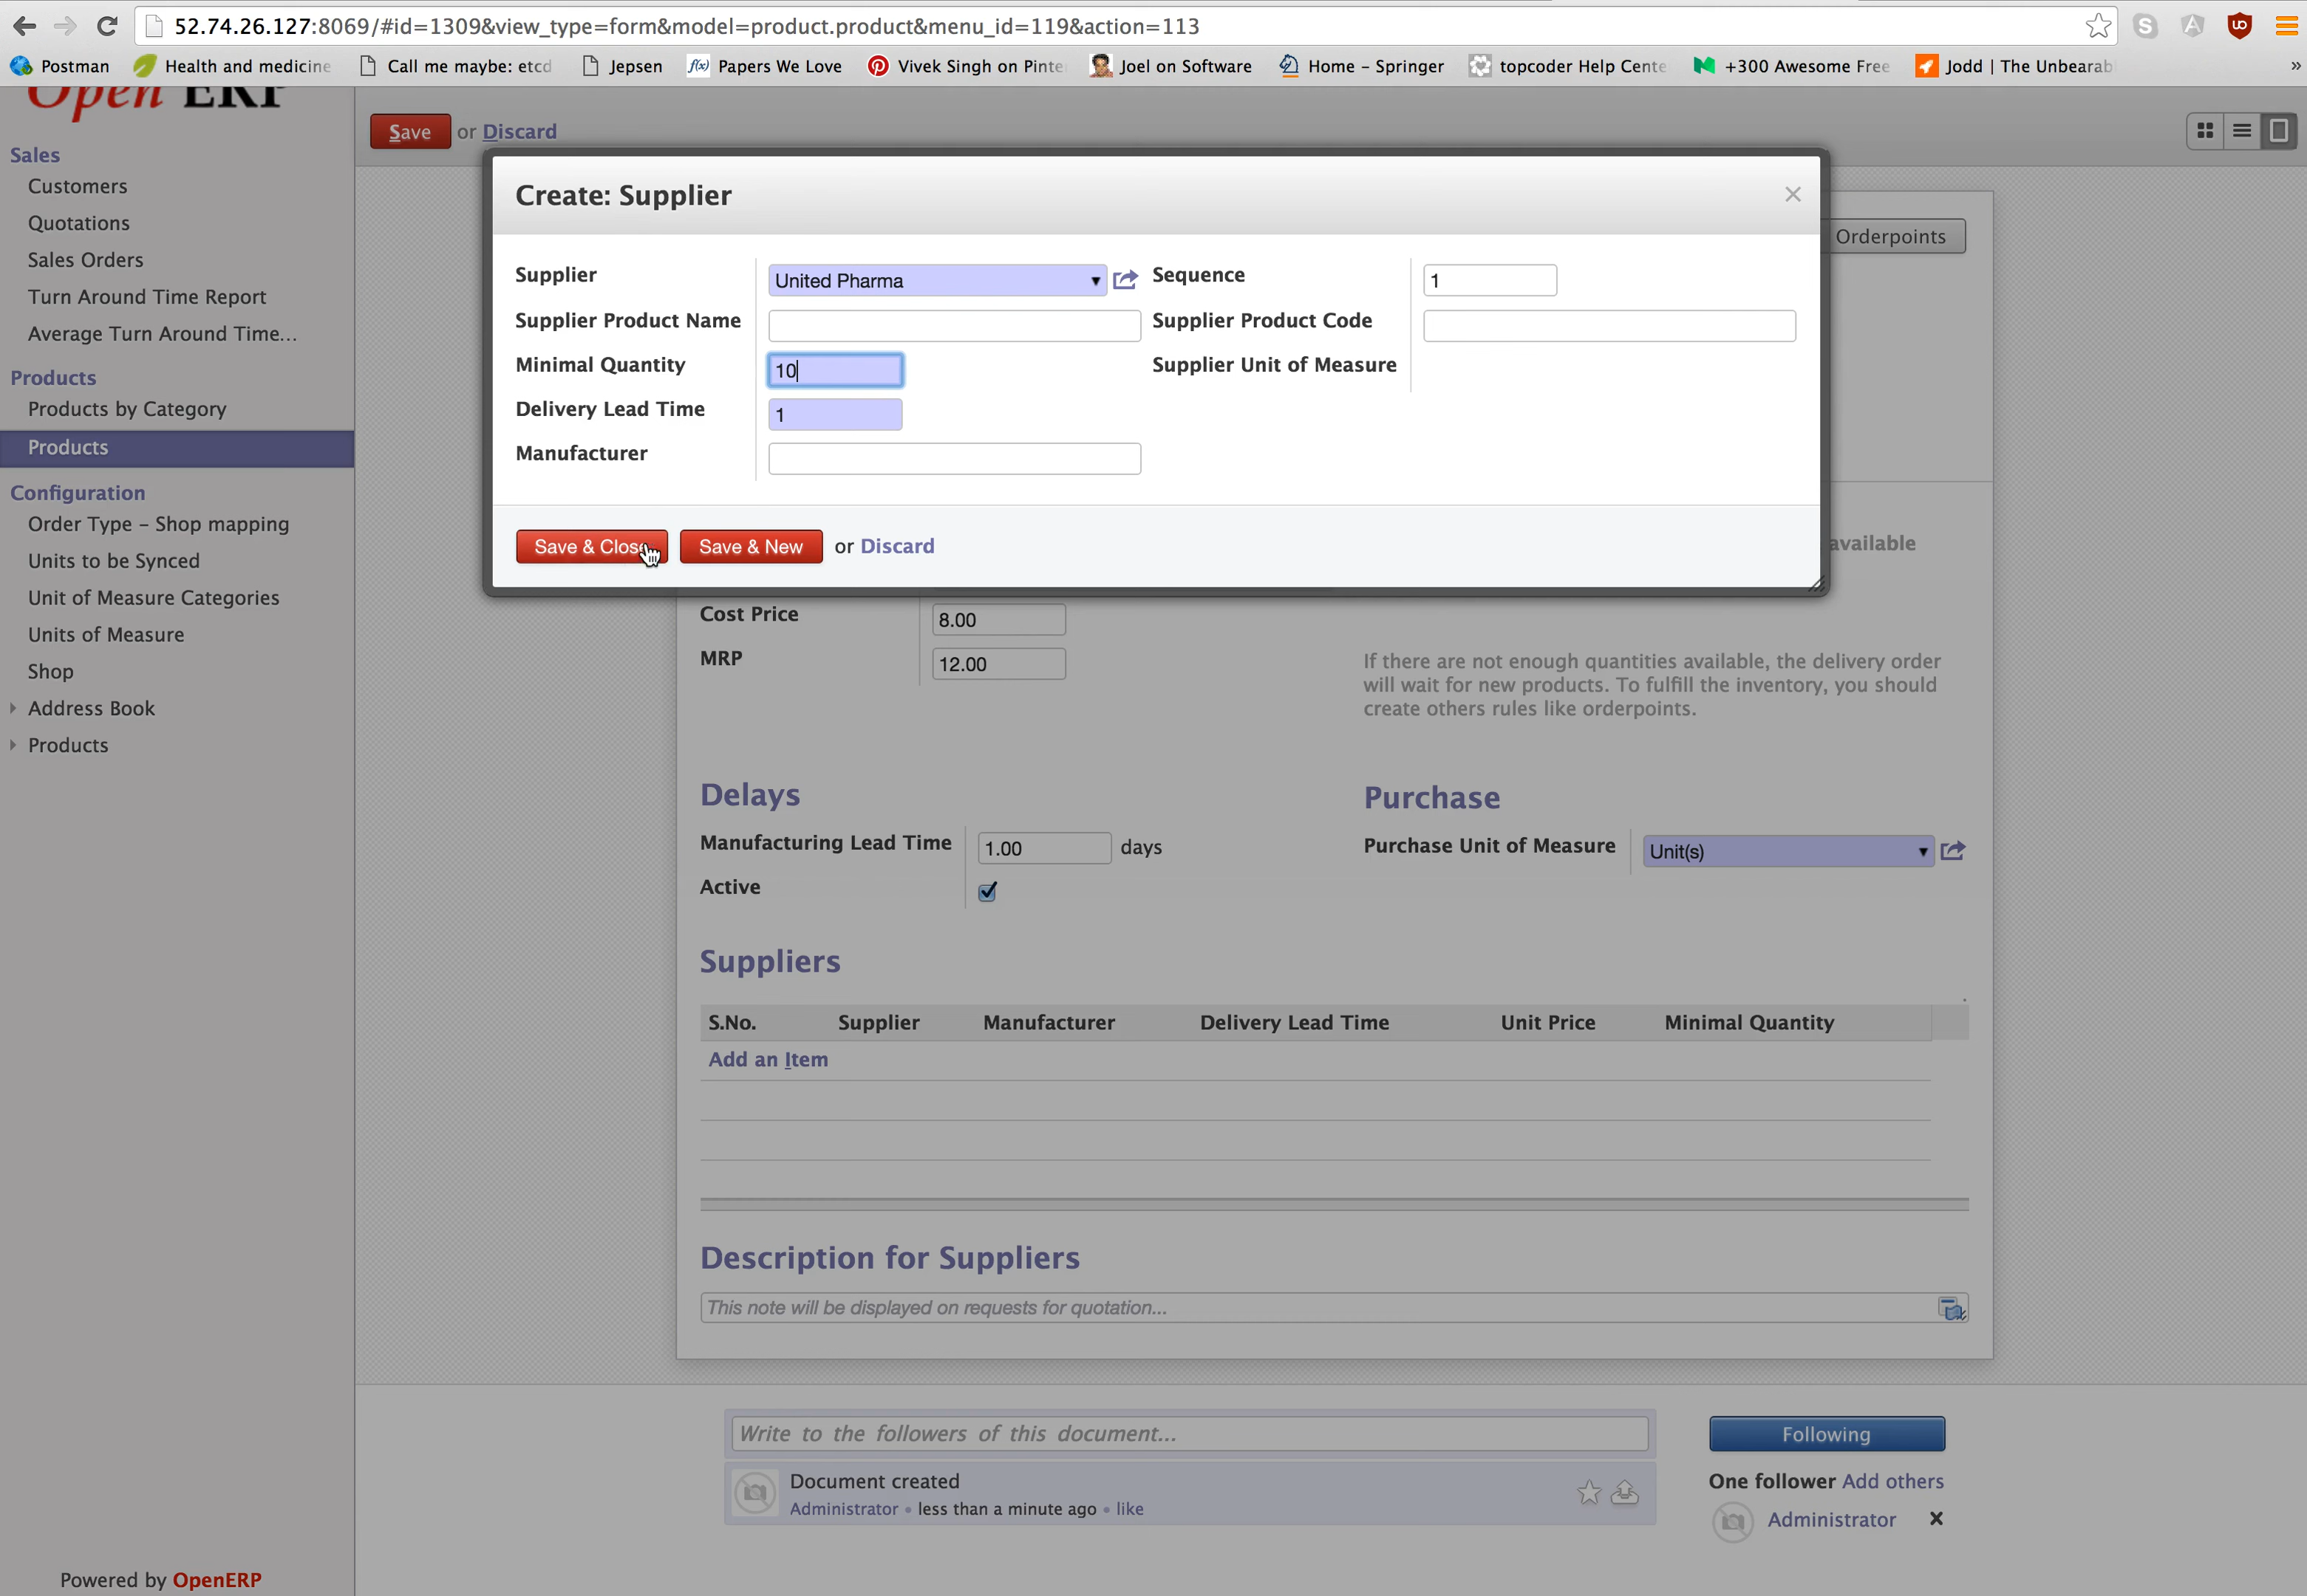 52.74.26.127:8069/#id=1309&view_type=form&model=product.product&menu_id=119&action=113
Postman Health and medicine Call me maybe: etcd Jepsen Papers We Love Vivek Singh on Pinte Joel on Software Home – Springer topcoder Help Cente +300 Awesome Free Jodd | The Unbearab »
Open ERP
Save or Discard
Sales
Customers
Quotations
Sales Orders
Turn Around Time Report
Average Turn Around Time...
Products
Products by Category
Products
Configuration
Order Type – Shop mapping
Units to be Synced
Unit of Measure Categories
Units of Measure
Shop
Address Book
Products
Powered by OpenERP
Create: Supplier
Supplier United Pharma Sequence 1
Supplier Product Name Supplier Product Code
Minimal Quantity 10 Supplier Unit of Measure
Delivery Lead Time 1
Manufacturer
Save & Close Save & New or Discard
Orderpoints
available
Cost Price 8.00
MRP 12.00
If there are not enough quantities available, the delivery order
will wait for new products. To fulfill the inventory, you should
create others rules like orderpoints.
Delays Purchase
Manufacturing Lead Time 1.00 days Purchase Unit of Measure Unit(s)
Active
Suppliers
S.No. Supplier Manufacturer Delivery Lead Time Unit Price Minimal Quantity
Add an Item
Description for Suppliers
This note will be displayed on requests for quotation...
Write to the followers of this document...
Following
Document created
Administrator • less than a minute ago • like
One follower Add others
Administrator